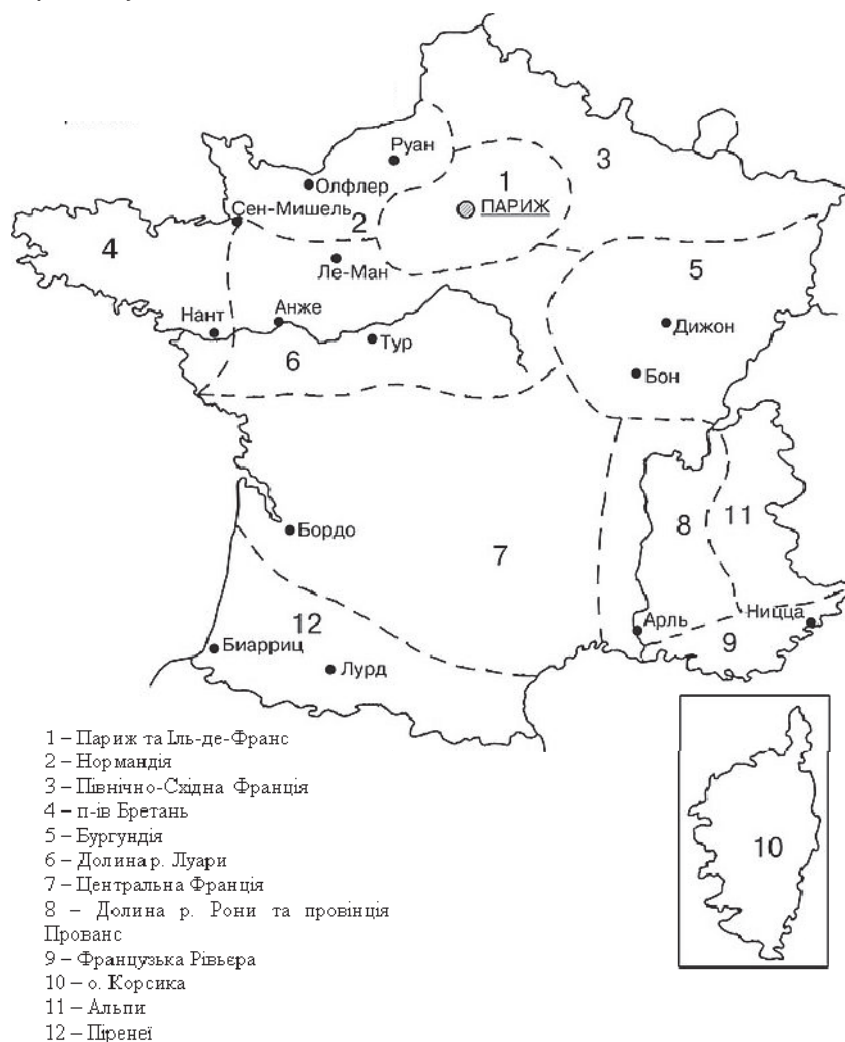 Руан
3
1
Олфлер
ПАРИЖ
Сен-Мишель
2
4
5
Ле-Ман
Нант
Анже
Дижон
Тур
6
Бон
8
11
Бордо
7
Арль
Ницца
12
9
Биарриц
Лурд
1 – Париж та Іль-де-Франс
2 – Нормандія
3 – Північно-Східна Франція
4 – п-ів Бретань
5 – Бургундія
6 – Долина р. Луари
7 – Центральна Франція
8 – Долина р. Рони та провінція
Прованс
9 – Французька Рівьєра
10 – о. Корсика
11 – Альпи
12 – Піренеї
10